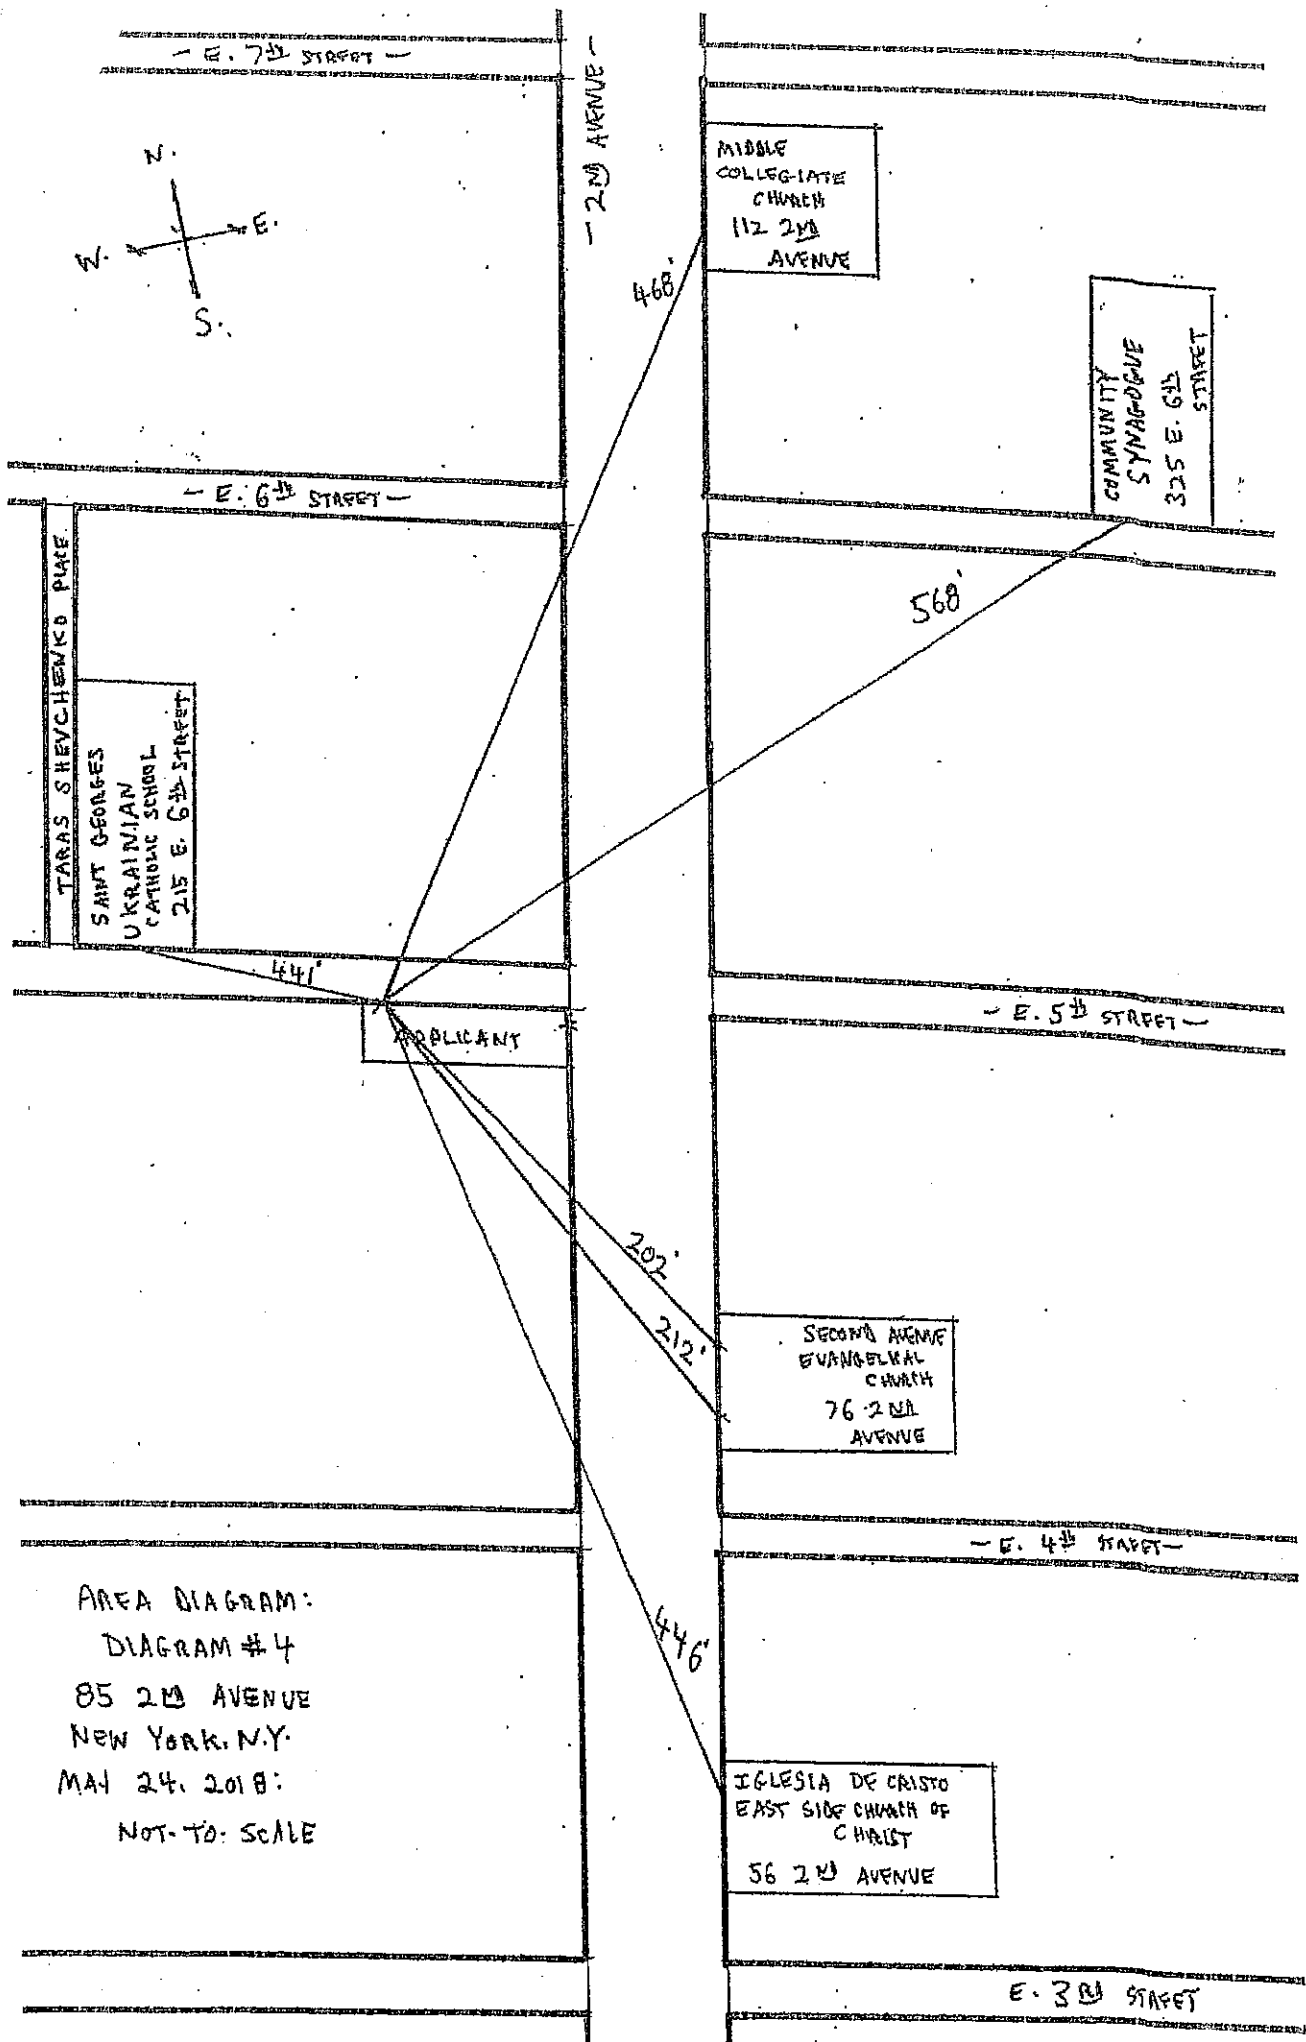 - E. 7th STREET -
- 2ND AVENUE -
N.
W.
E.
S.
MIDDLE
COLLEGIATE
CHURCH
112 2ND
AVENUE
468'
COMMUNITY
SYNAGOGUE
325 E. 6th
STREET
- E. 6th STREET -
568'
TARAS SHEVCHENKO PLACE
SAINT GEORGES
UKRAINIAN
CATHOLIC SCHOOL
215 E. 6th STREET
441'
APPLICANT
- E. 5th STREET -
202'
212'
SECOND AVENUE
EVANGELICAL
CHURCH
76 2ND
AVENUE
- E. 4th STREET -
446'
AREA DIAGRAM:
DIAGRAM #4
85 2ND AVENUE
NEW YORK, N.Y.
MAY 24, 2018:
NOT-TO-SCALE
IGLESIA DE CRISTO
EAST SIDE CHURCH OF
CHRIST
56 2ND AVENUE
E. 3RD STREET